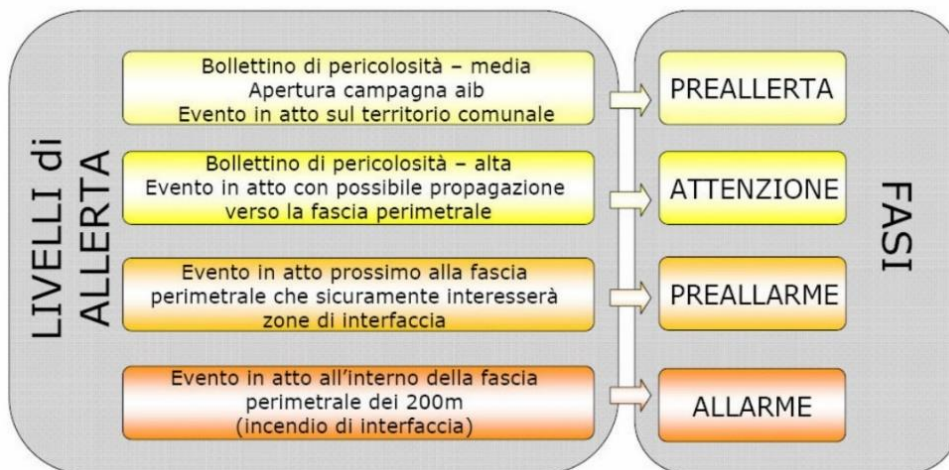 LIVELLI di
ALLERTA
Bollettino di pericolosità – media
Apertura campagna aib
Evento in atto sul territorio comunale
PREALLERTA
Bollettino di pericolosità – alta
Evento in atto con possibile propagazione
verso la fascia perimetrale
ATTENZIONE
Evento in atto prossimo alla fascia
perimetrale che sicuramente interesserà
zone di interfaccia
PREALLARME
Evento in atto all'interno della fascia
perimetrale dei 200m
(incendio di interfaccia)
ALLARME
FASI